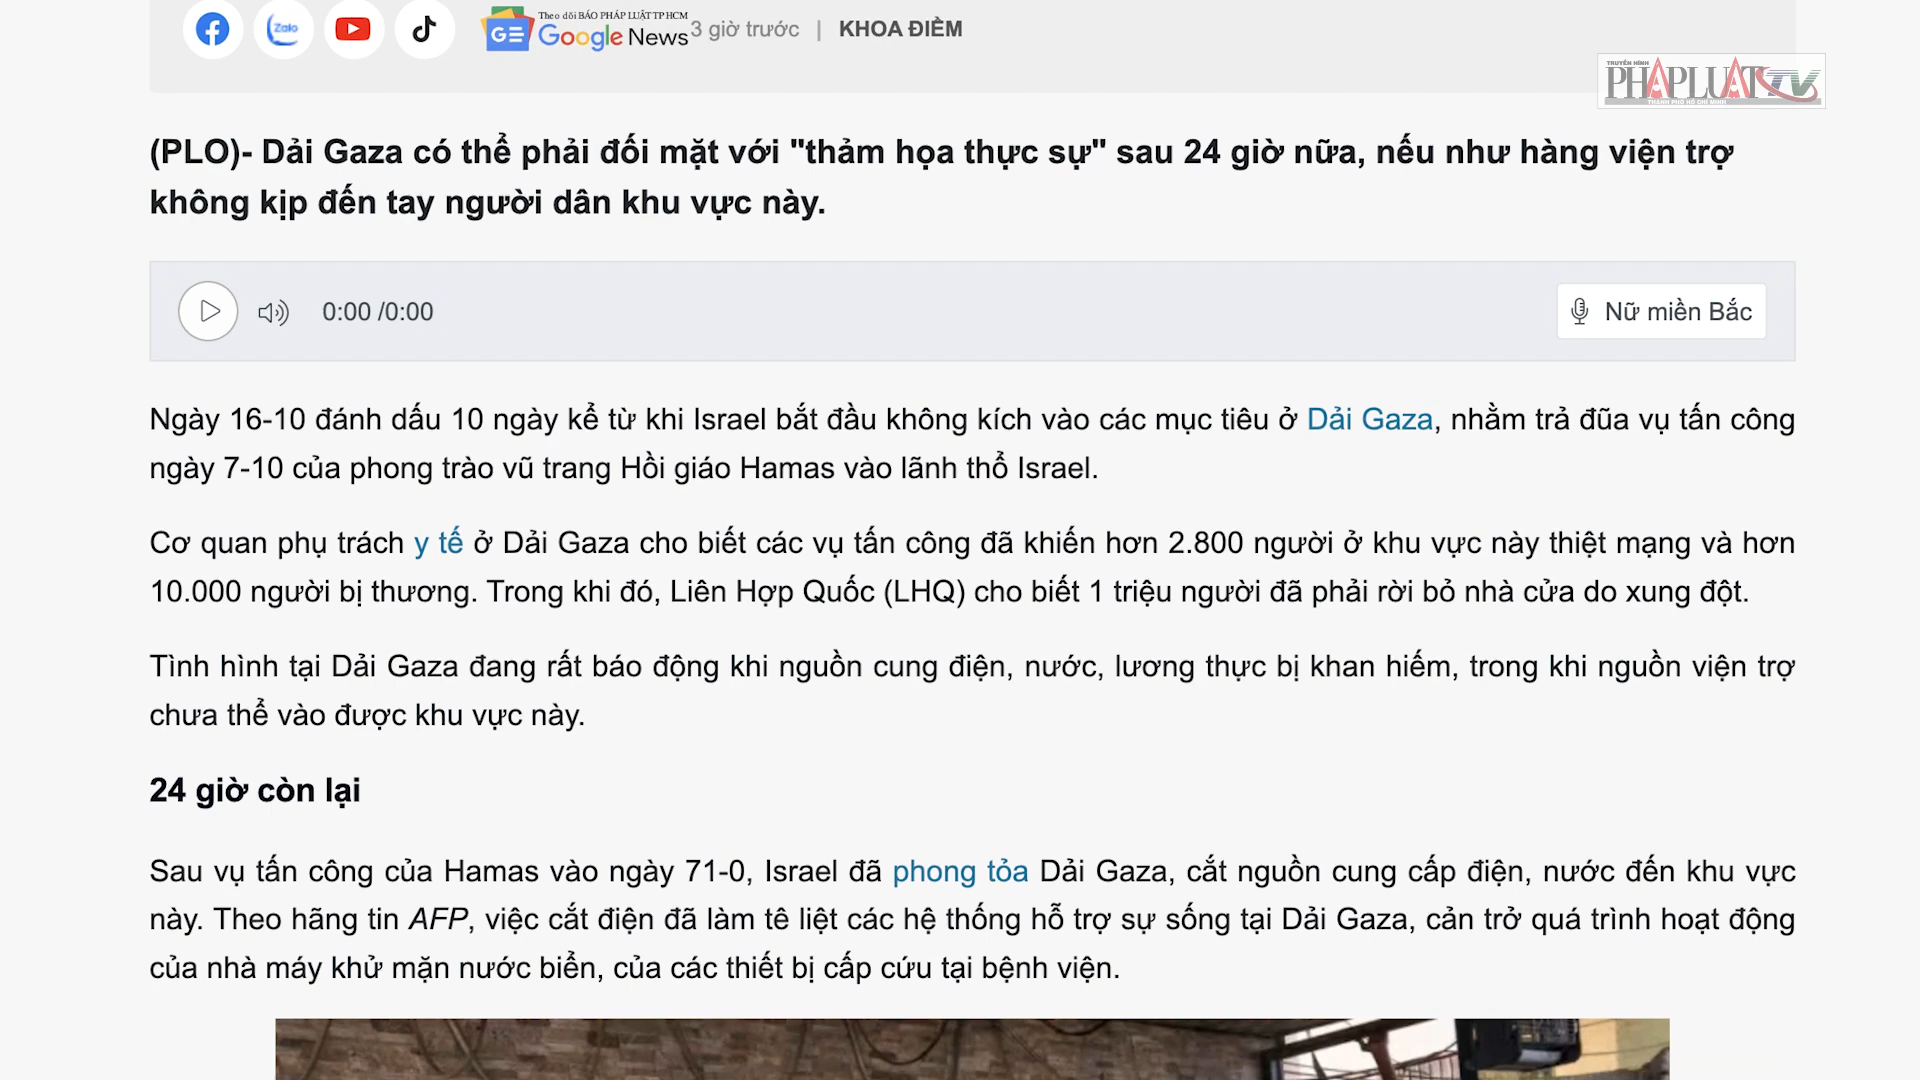 Zalo
Theo dõi BÁO PHÁP LUẬT TP HCM
GE Google News
3 giờ trước | KHOA ĐIỀM
TRUYỀN HÌNH
PHÁPLUẬTTV
THÀNH PHỐ HỒ CHÍ MINH
(PLO)- Dải Gaza có thể phải đối mặt với "thảm họa thực sự" sau 24 giờ nữa, nếu như hàng viện trợ
không kịp đến tay người dân khu vực này.
0:00 /0:00
Nữ miền Bắc
Ngày 16-10 đánh dấu 10 ngày kể từ khi Israel bắt đầu không kích vào các mục tiêu ở Dải Gaza, nhằm trả đũa vụ tấn công
ngày 7-10 của phong trào vũ trang Hồi giáo Hamas vào lãnh thổ Israel.
Cơ quan phụ trách y tế ở Dải Gaza cho biết các vụ tấn công đã khiến hơn 2.800 người ở khu vực này thiệt mạng và hơn
10.000 người bị thương. Trong khi đó, Liên Hợp Quốc (LHQ) cho biết 1 triệu người đã phải rời bỏ nhà cửa do xung đột.
Tình hình tại Dải Gaza đang rất báo động khi nguồn cung điện, nước, lương thực bị khan hiếm, trong khi nguồn viện trợ
chưa thể vào được khu vực này.
24 giờ còn lại
Sau vụ tấn công của Hamas vào ngày 71-0, Israel đã phong tỏa Dải Gaza, cắt nguồn cung cấp điện, nước đến khu vực
này. Theo hãng tin AFP, việc cắt điện đã làm tê liệt các hệ thống hỗ trợ sự sống tại Dải Gaza, cản trở quá trình hoạt động
của nhà máy khử mặn nước biển, của các thiết bị cấp cứu tại bệnh viện.